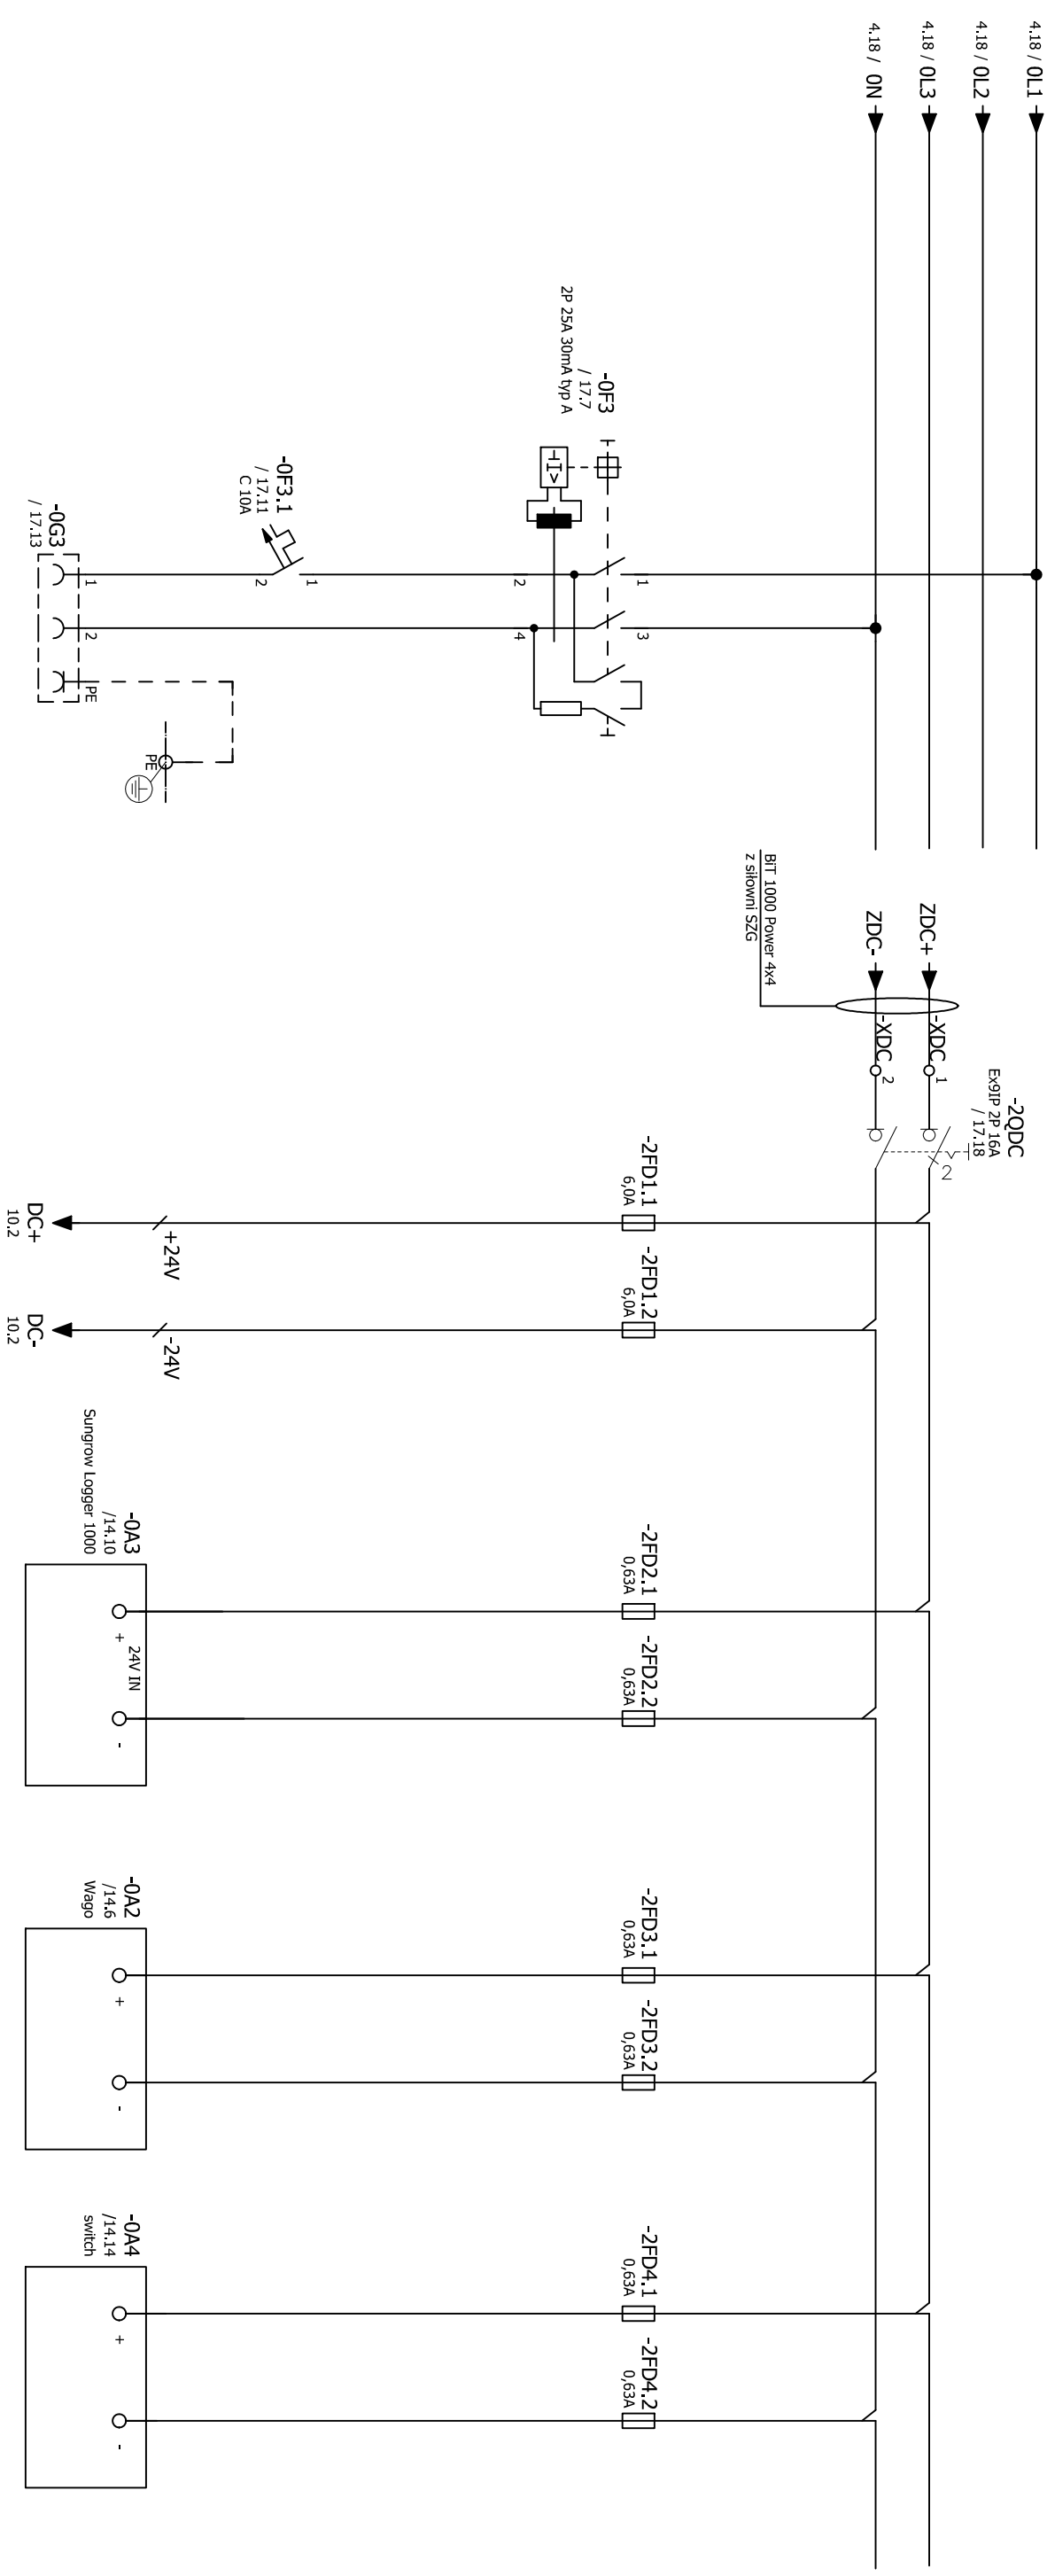 4.18 / 0L1
4.18 / 0L2
4.18 / 0L3
4.18 / 0N
-0F3
/ 17.7
2P 25A 30mA typ A
1
3
2
4
I>
-0F3.1
/ 17.11
C 10A
1
2
-0G3
/ 17.13
1
2
PE
PE
ZDC+
ZDC-
BiT 1000 Power 4x4
z siłowni SZG
-XDC
1
-XDC
2
-2QDC
Ex9IP 2P 16A
/ 17.18
2
-2FD1.1
6,0A
-2FD1.2
6,0A
+24V
-24V
DC+
10.2
DC-
10.2
-2FD2.1
0,63A
-2FD2.2
0,63A
-0A3
/14.10
Sungrow Logger 1000
24V IN
+
-
-2FD3.1
0,63A
-2FD3.2
0,63A
-0A2
/14.6
Wago
+
-
-2FD4.1
0,63A
-2FD4.2
0,63A
-0A4
/14.14
switch
+
-